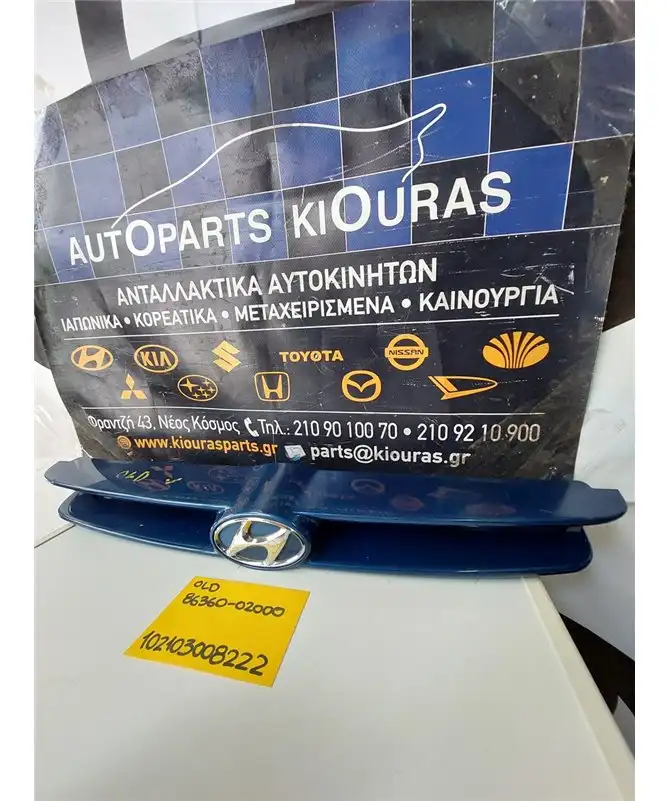 AUTOPARTS KIOURAS
ΑΝΤΑΛΛΑΚΤΙΚΑ ΑΥΤΟΚΙΝΗΤΩΝ
ΙΑΠΩΝΙΚΑ • ΚΟΡΕΑΤΙΚΑ • ΜΕΤΑΧΕΙΡΙΣΜΕΝΑ • ΚΑΙΝΟΥΡΓΙΑ
KIA
TOYOTA
NISSAN
Φραντζή 43, Νέος Κόσμος Τηλ.: 210 90 100 70 • 210 92 10 900
www.kiourasparts.gr parts@kiouras.gr
OLD
OLD
86360-02000
102103008222